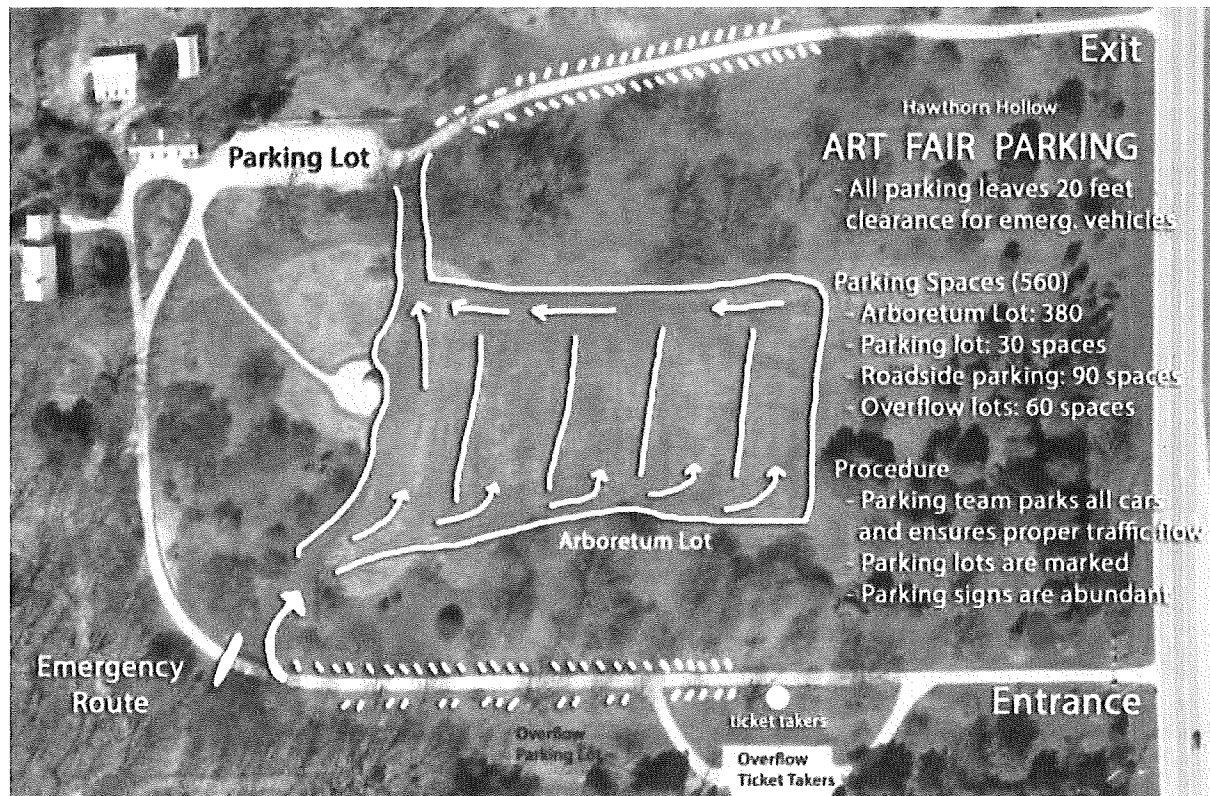 Exit
Hawthorn Hollow
ART FAIR PARKING
- All parking leaves 20 feet
clearance for emerg. vehicles
Parking Lot
Parking Spaces (560)
- Arboretum Lot: 380
- Parking lot: 30 spaces
- Roadside parking: 90 spaces
- Overflow lots: 60 spaces
Procedure
- Parking team parks all cars
and ensures proper traffic flow
- Parking lots are marked
- Parking signs are abundant
Arboretum Lot
Emergency
Route
Entrance
ticket takers
Overflow
Parking Lot
Overflow
Ticket Takers